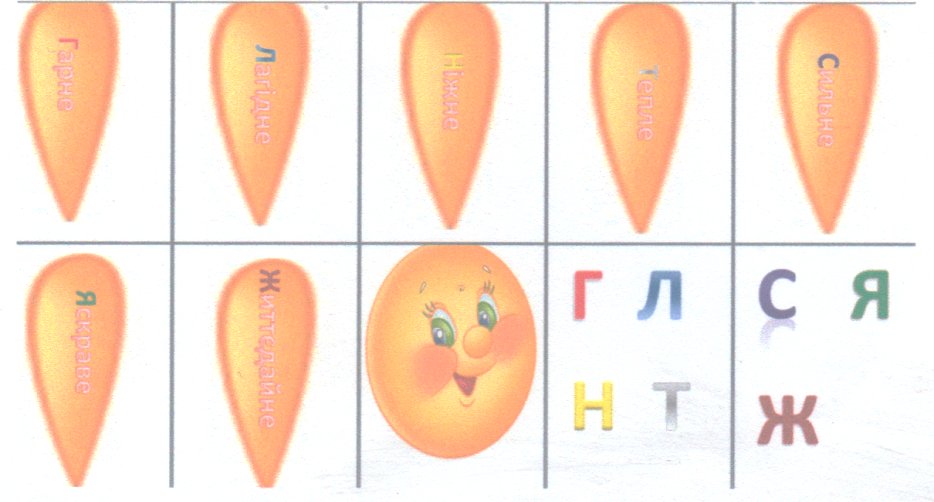 Гарне
Лагідне
Ніжне
Тепле
Сильне
Яскраве
Життєдайне
Г Л
С Я
Н Т
Ж